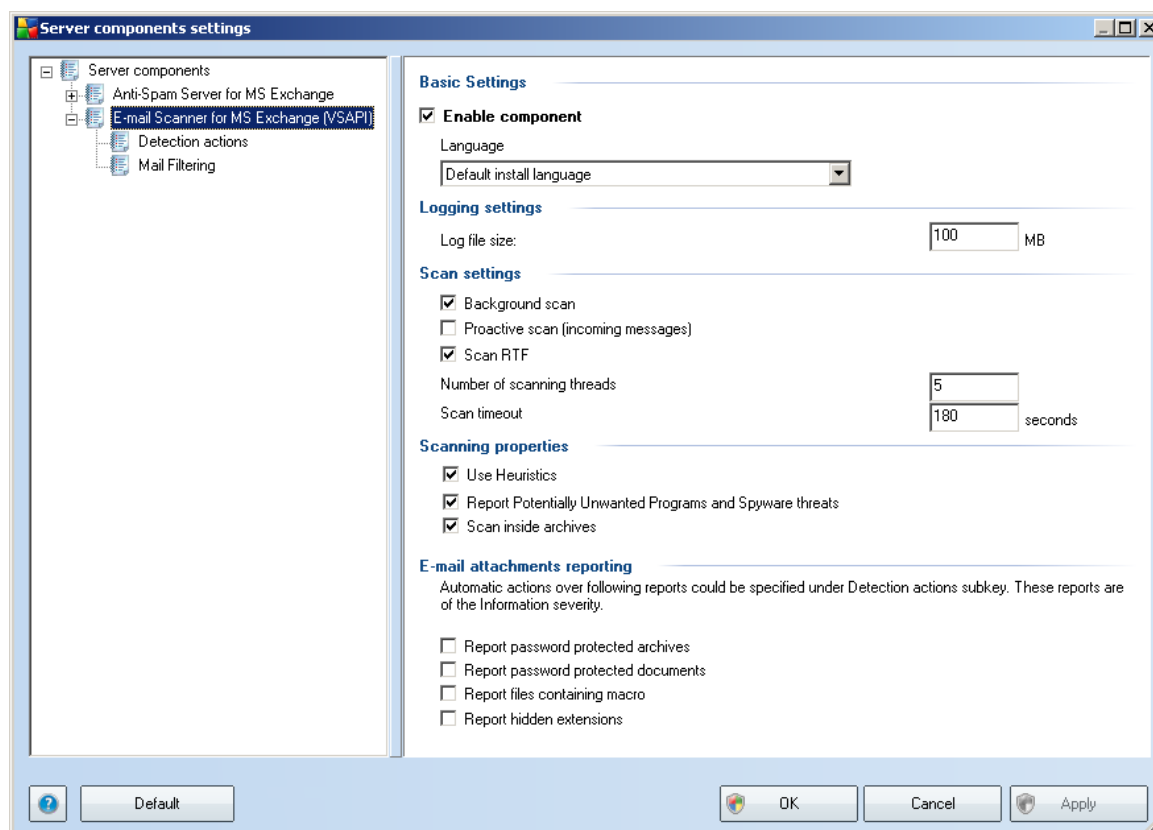 Server components settings
Server components
Anti-Spam Server for MS Exchange
E-mail Scanner for MS Exchange (VSAPI)
Detection actions
Mail Filtering
Basic Settings
Enable component
Language
Default install language
Logging settings
Log file size:
100
MB
Scan settings
Background scan
Proactive scan (incoming messages)
Scan RTF
Number of scanning threads
5
Scan timeout
180
seconds
Scanning properties
Use Heuristics
Report Potentially Unwanted Programs and Spyware threats
Scan inside archives
E-mail attachments reporting
Automatic actions over following reports could be specified under Detection actions subkey. These reports are
of the Information severity.
Report password protected archives
Report password protected documents
Report files containing macro
Report hidden extensions
?
Default
OK
Cancel
Apply